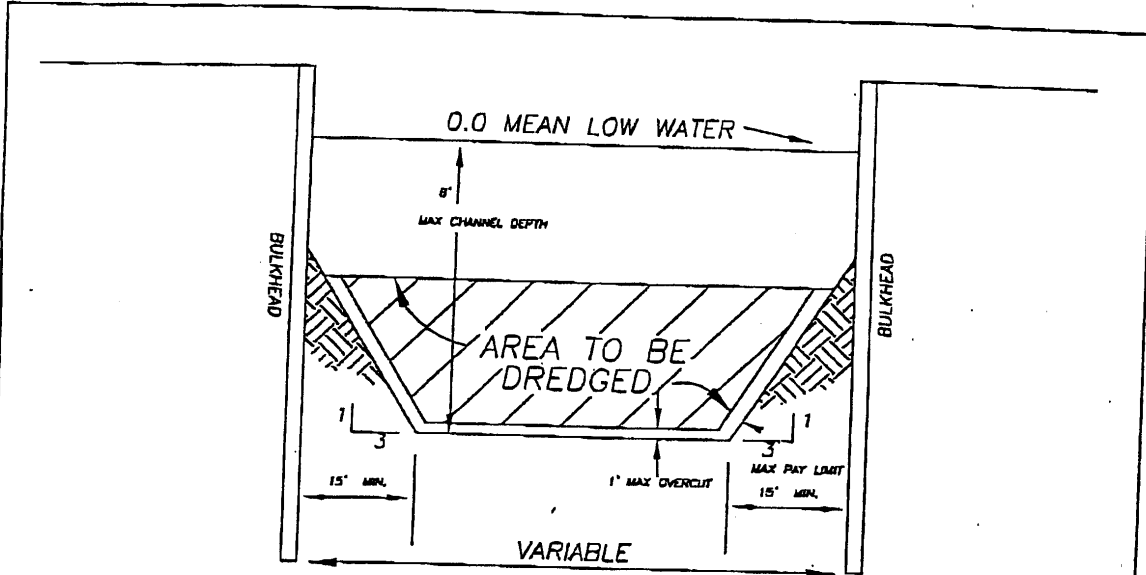 0.0 MEAN LOW WATER
8'
MAX CHANNEL DEPTH
BULKHEAD
BULKHEAD
AREA TO BE
DREDGED
1
3
1
3
MAX PAY LIMIT
15' MIN.
1' MAX OVERCUT
15' MIN.
VARIABLE